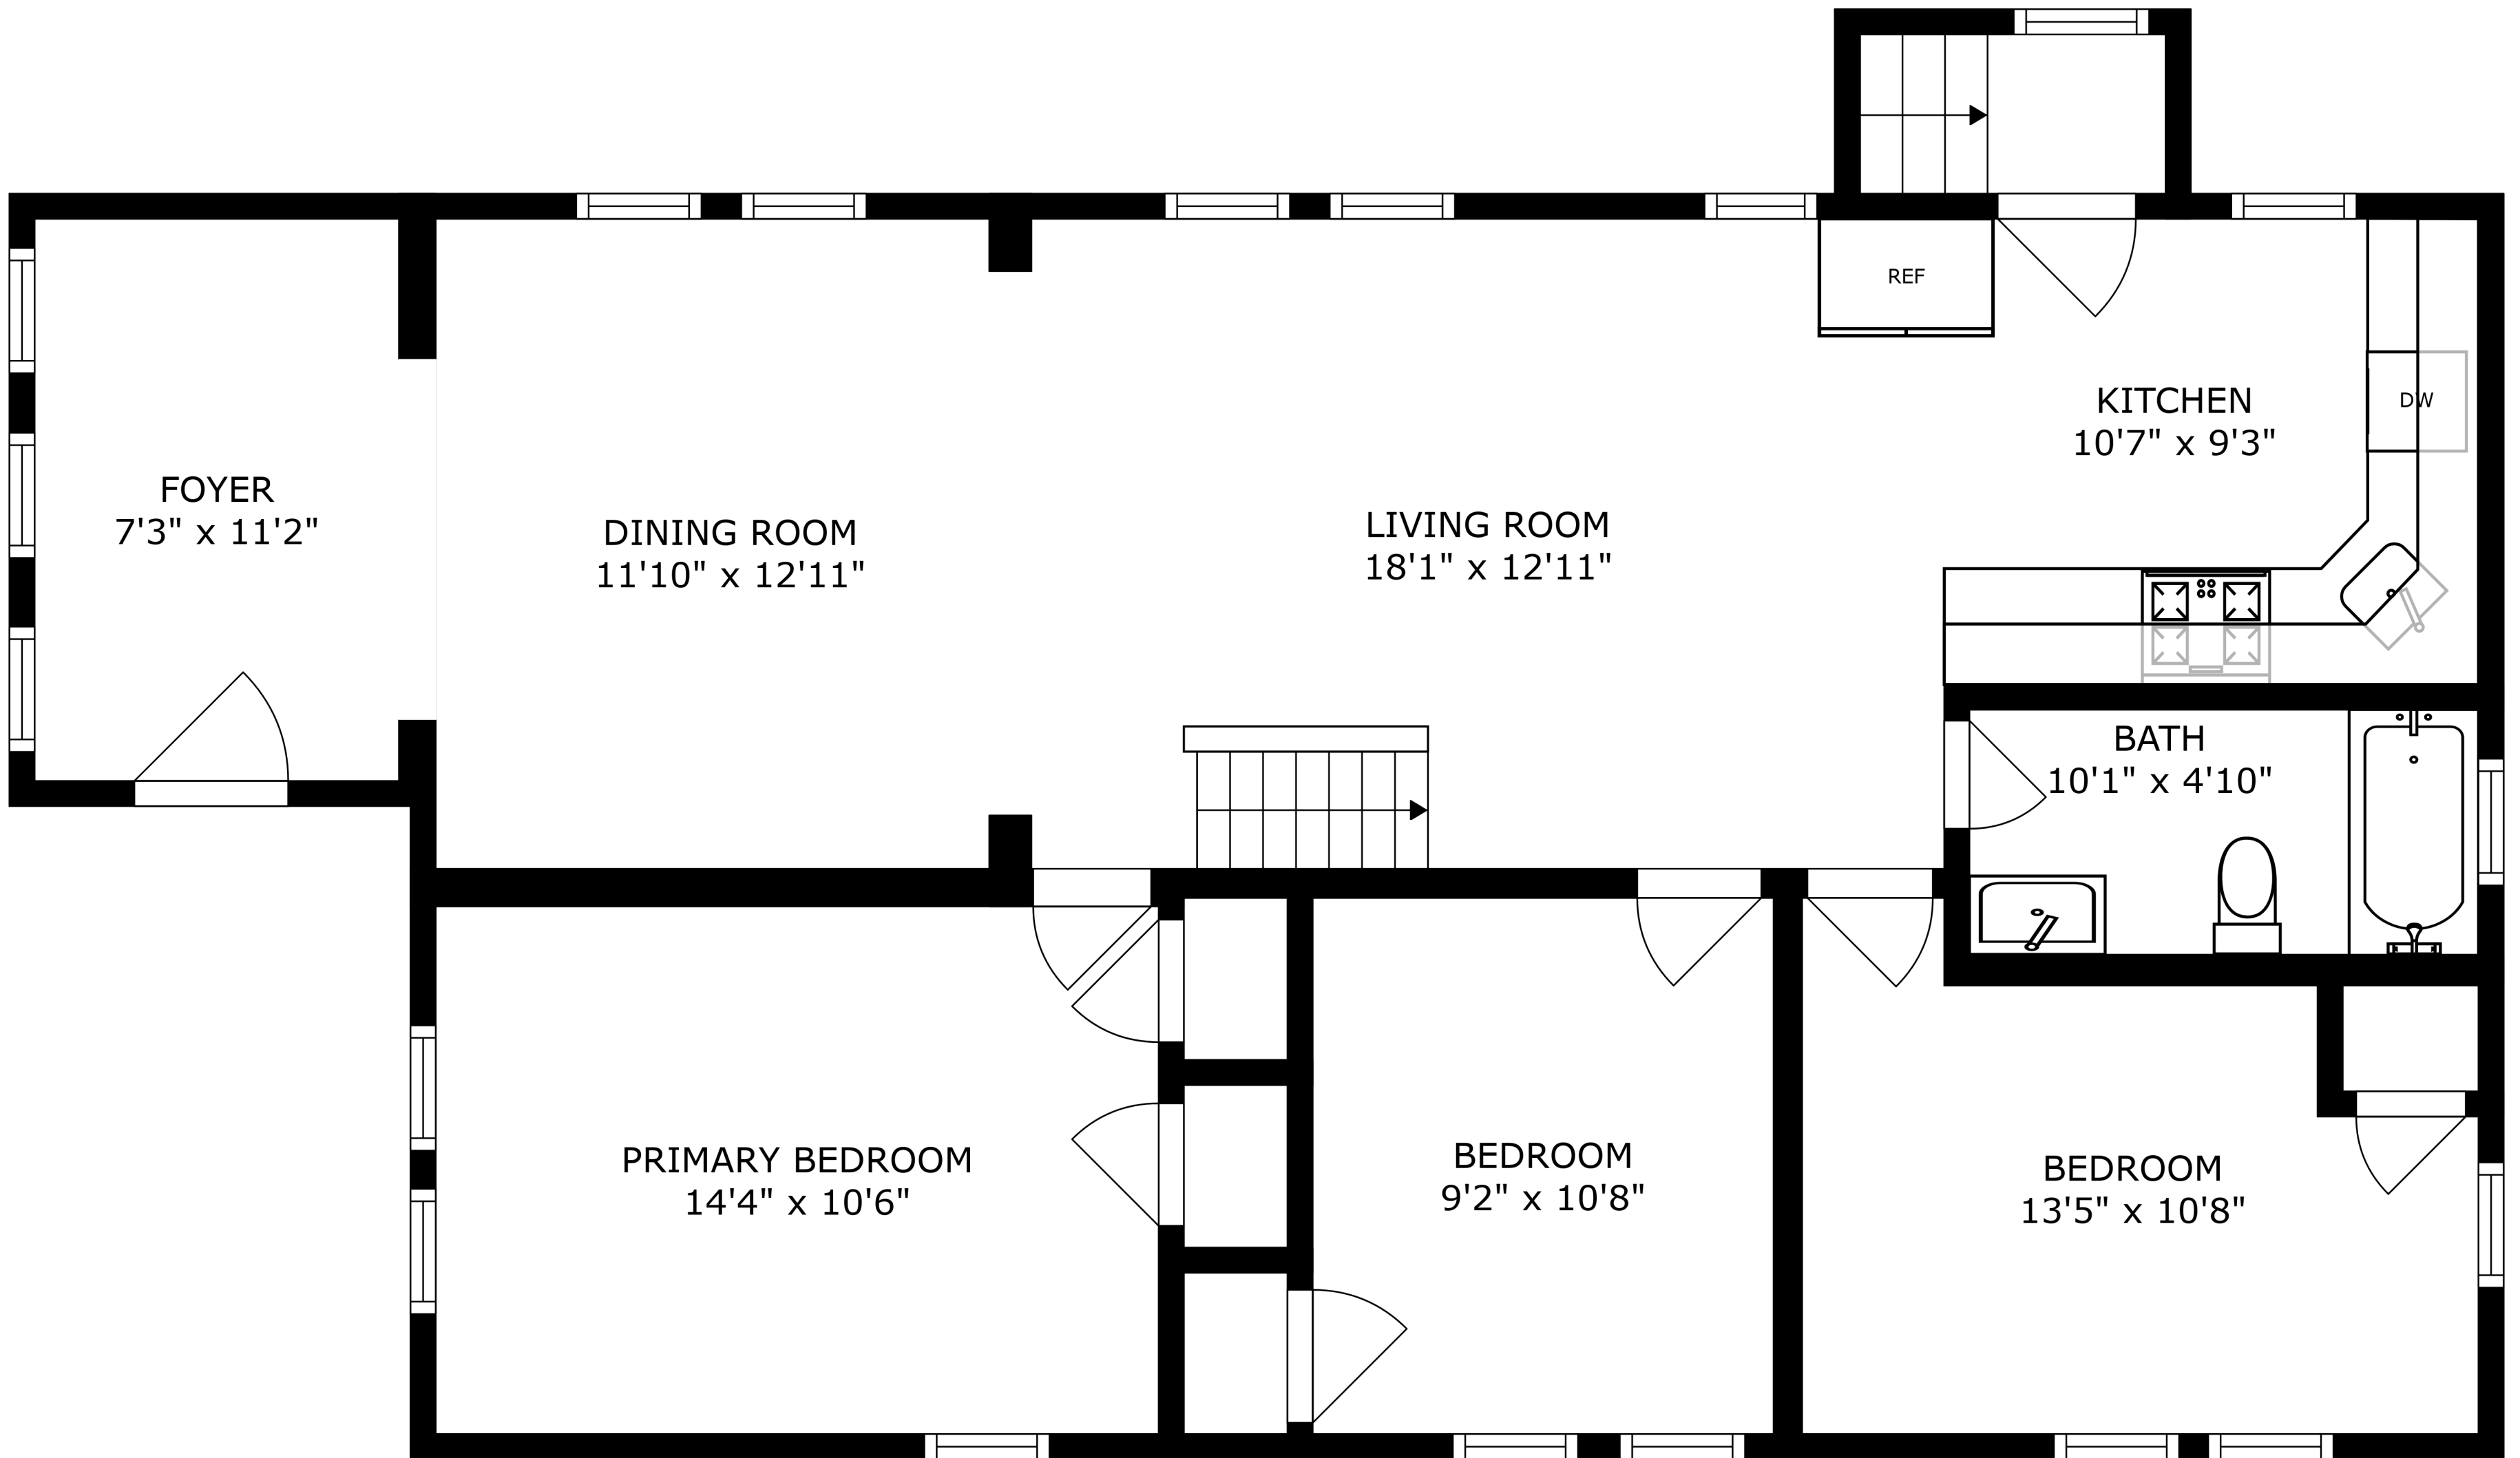 REF
KITCHEN
10'7" x 9'3"
DW
FOYER
7'3" x 11'2"
DINING ROOM
11'10" x 12'11"
LIVING ROOM
18'1" x 12'11"
BATH
10'1" x 4'10"
PRIMARY BEDROOM
14'4" x 10'6"
BEDROOM
9'2" x 10'8"
BEDROOM
13'5" x 10'8"